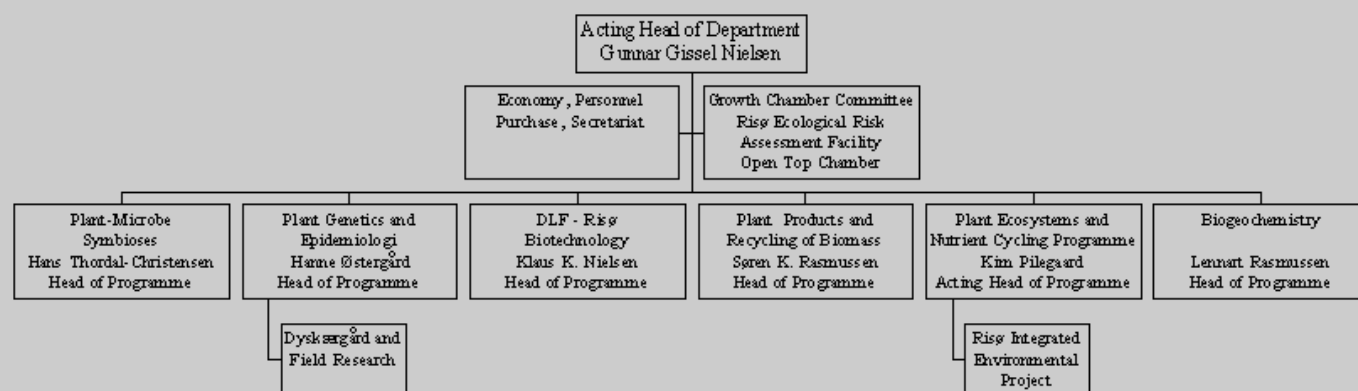 Acting Head of Department
Gunnar Gissel Nielsen
Economy, Personnel
Purchase, Secretariat
Growth Chamber Committee
Risø Ecological Risk
Assessment Facility
Open Top Chamber
Plant-Microbe
Symbioses
Hans Thordal-Christensen
Head of Programme
Plant Genetics and
Epidemiologi
Hanne Østergård
Head of Programme
DLF - Risø
Biotechnology
Klaus K. Nielsen
Head of Programme
Plant Products and
Recycling of Biomass
Søren K. Rasmussen
Head of Programme
Plant Ecosystems and
Nutrient Cycling Programme
Kim Pilegaard
Acting Head of Programme
Biogeochemistry
Lennart Rasmussen
Head of Programme
Dyskærgård and
Field Research
Risø Integrated
Environmental
Project